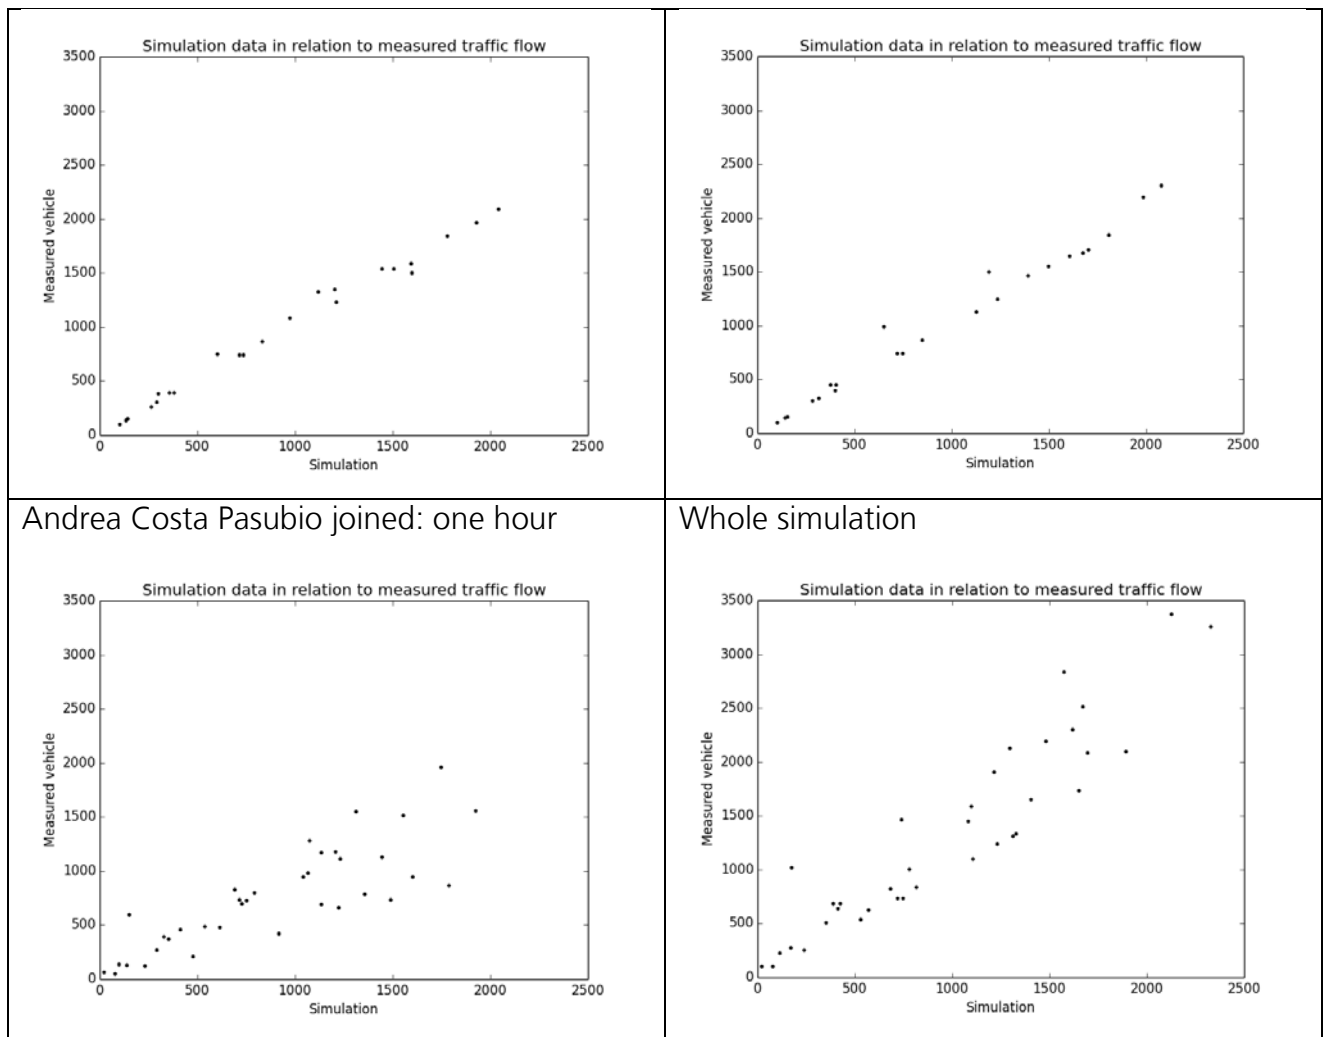 Simulation data in relation to measured traffic flow
3500
3000
2500
2000
1500
1000
500
0
Measured vehicle
0 500 1000 1500 2000 2500
Simulation
Simulation data in relation to measured traffic flow
3500
3000
2500
2000
1500
1000
500
0
Measured vehicle
0 500 1000 1500 2000 2500
Simulation
Andrea Costa Pasubio joined: one hour
Whole simulation
Simulation data in relation to measured traffic flow
3500
3000
2500
2000
1500
1000
500
0
Measured vehicle
0 500 1000 1500 2000 2500
Simulation
Simulation data in relation to measured traffic flow
3500
3000
2500
2000
1500
1000
500
0
Measured vehicle
0 500 1000 1500 2000 2500
Simulation